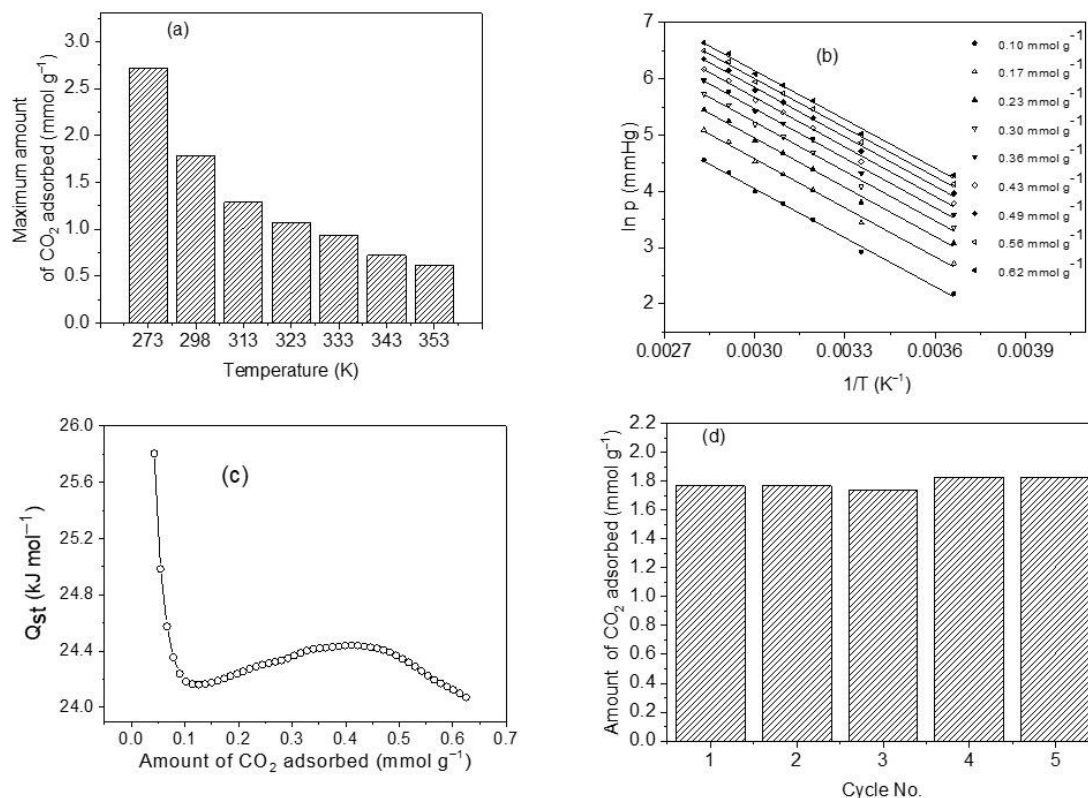 (a)
Maximum amount
of CO₂ adsorbed (mmol g⁻¹)
3.0
2.5
2.0
1.5
1.0
0.5
0.0
273 298 313 323 333 343 353
Temperature (K)
(b)
ln p (mmHg)
7
6
5
4
3
2
0.0027 0.0030 0.0033 0.0036 0.0039
1/T (K⁻¹)
0.10 mmol g⁻¹
0.17 mmol g⁻¹
0.23 mmol g⁻¹
0.30 mmol g⁻¹
0.36 mmol g⁻¹
0.43 mmol g⁻¹
0.49 mmol g⁻¹
0.56 mmol g⁻¹
0.62 mmol g⁻¹
(c)
Qst (kJ mol⁻¹)
26.0
25.6
25.2
24.8
24.4
24.0
0.0 0.1 0.2 0.3 0.4 0.5 0.6 0.7
Amount of CO₂ adsorbed (mmol g⁻¹)
(d)
Amount of CO₂ adsorbed (mmol g⁻¹)
2.2
2.0
1.8
1.6
1.4
1.2
1.0
0.8
0.6
0.4
0.2
0.0
1 2 3 4 5
Cycle No.